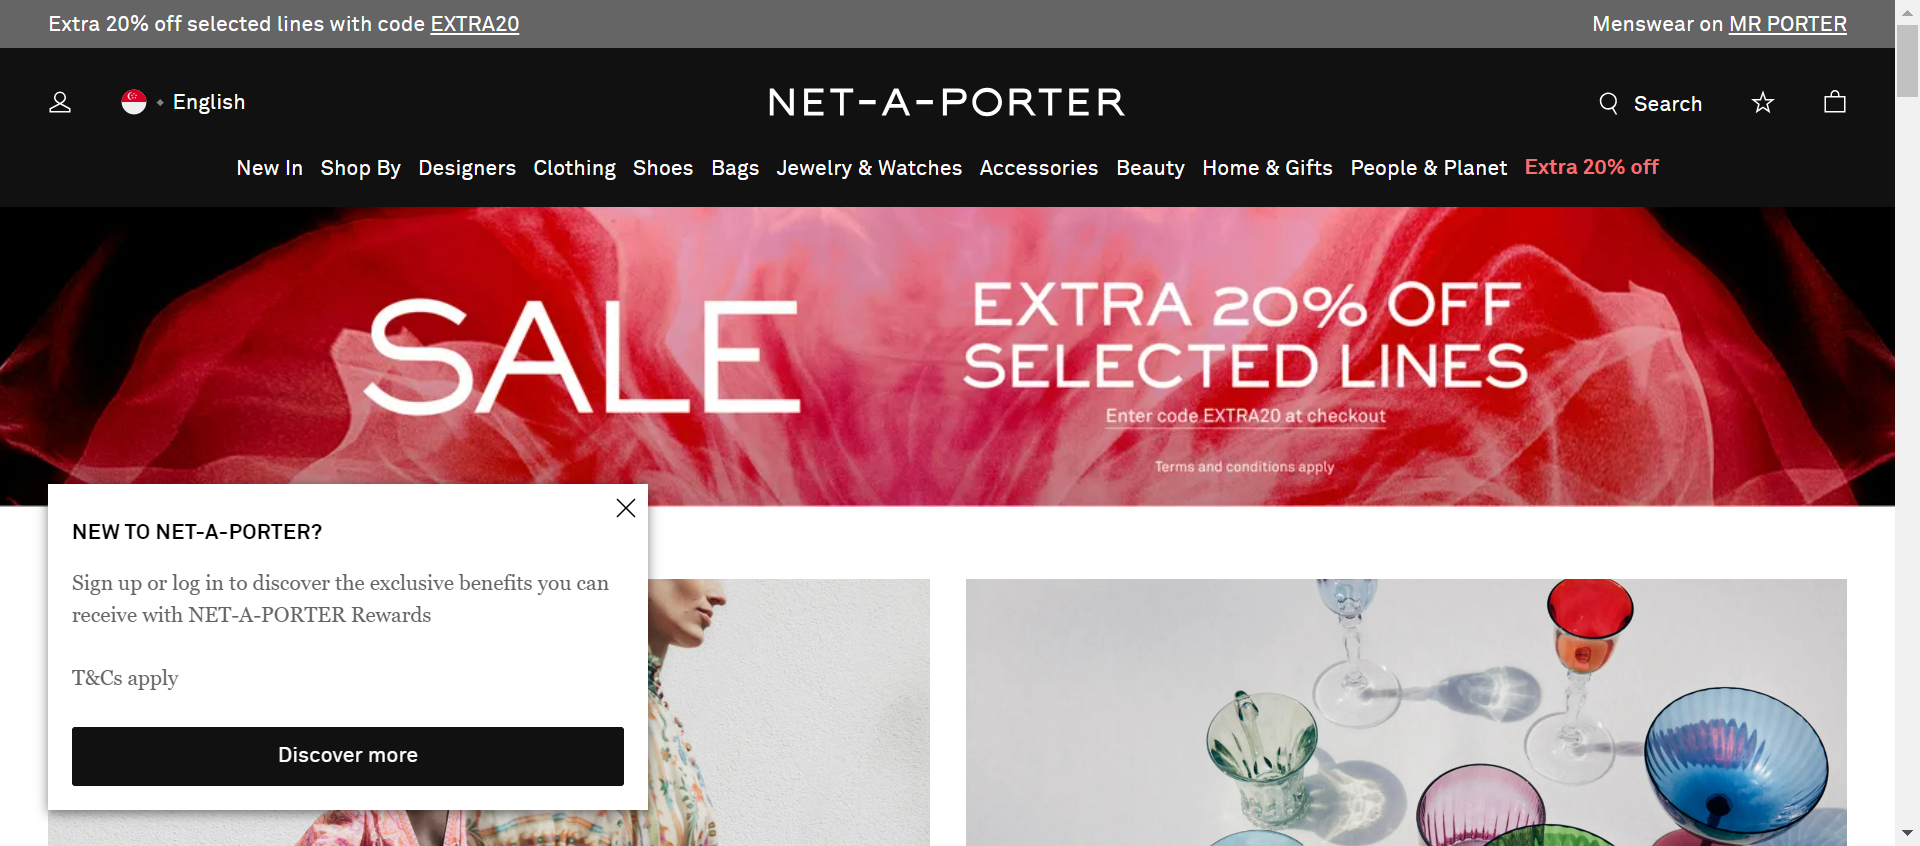 Extra 20% off selected lines with code EXTRA20
Menswear on MR PORTER
English
NET-A-PORTER
Search
New In Shop By Designers Clothing Shoes Bags Jewelry & Watches Accessories Beauty Home & Gifts People & Planet Extra 20% off
SALE
EXTRA 20% OFF
SELECTED LINES
Enter code EXTRA20 at checkout
Terms and conditions apply
NEW TO NET-A-PORTER?
Sign up or log in to discover the exclusive benefits you can
receive with NET-A-PORTER Rewards
T&Cs apply
Discover more